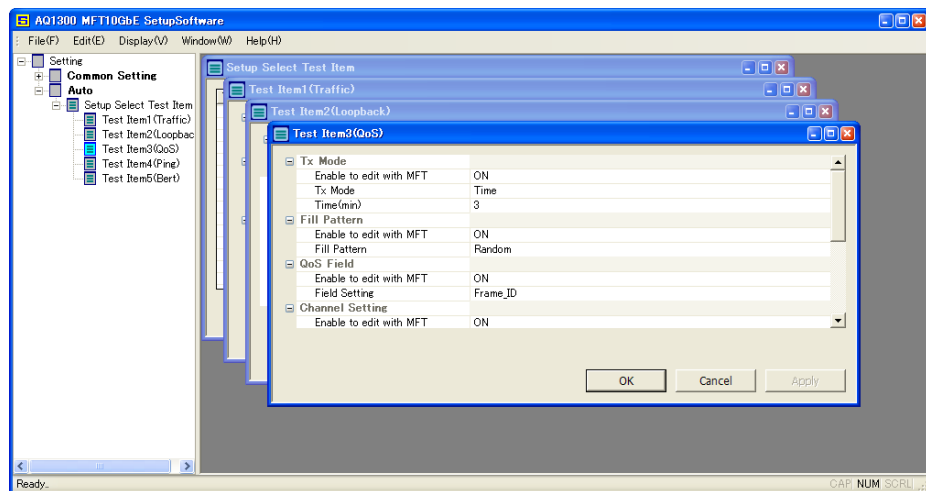 AQ1300 MFT10GbE SetupSoftware
File(F) Edit(E) Display(V) Window(W) Help(H)
Setting
Common Setting
Auto
Setup Select Test Item
Test Item1(Traffic)
Test Item2(Loopbac
Test Item3(QoS)
Test Item4(Ping)
Test Item5(Bert)
Setup Select Test Item
Test Item1(Traffic)
Test Item2(Loopback)
Test Item3(QoS)
Tx Mode
Enable to edit with MFT ON
Tx Mode Time
Time(min) 3
Fill Pattern
Enable to edit with MFT ON
Fill Pattern Random
QoS Field
Enable to edit with MFT ON
Field Setting Frame_ID
Channel Setting
Enable to edit with MFT ON
OK Cancel Apply
Ready. CAP NUM SCRL